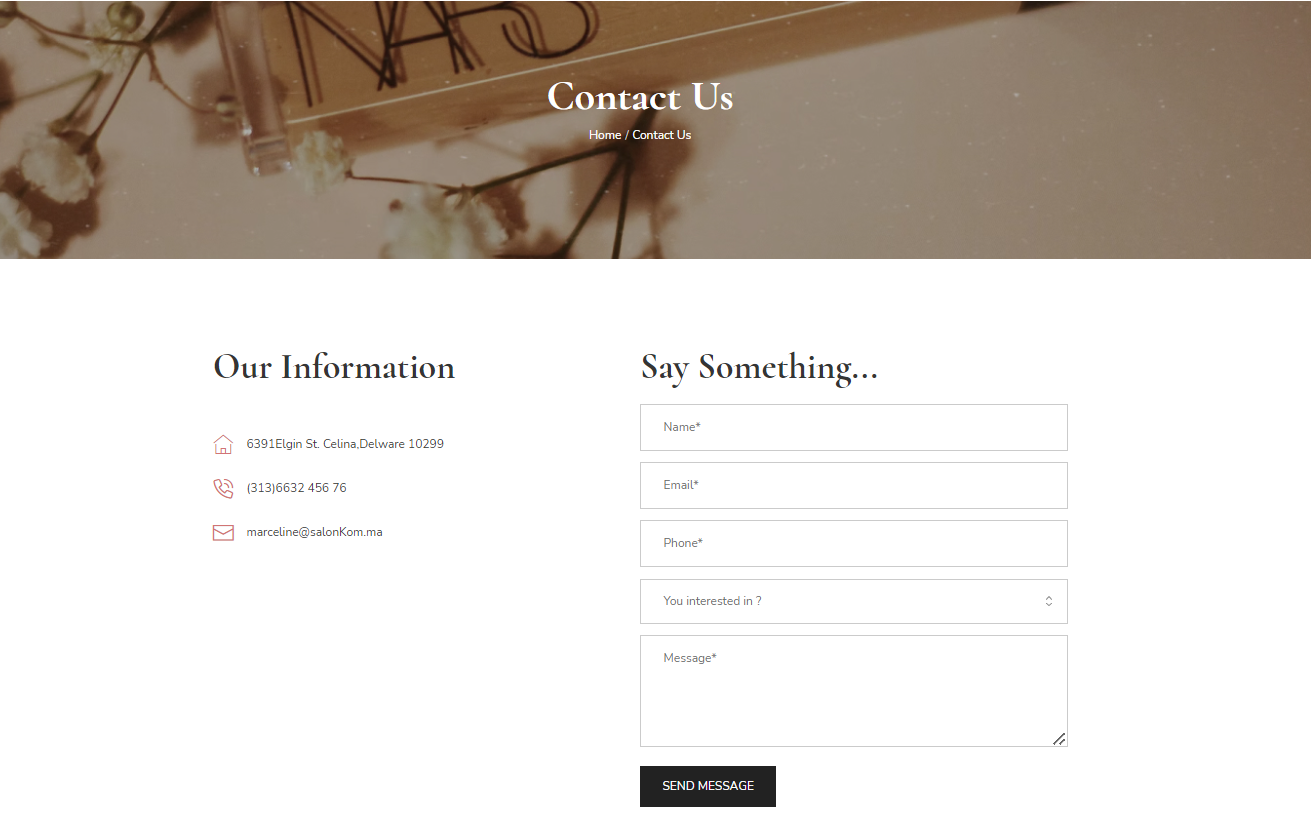 NARS
Contact Us
Home / Contact Us
Our Information
6391Elgin St. Celina,Delware 10299
(313)6632 456 76
marceline@salonKom.ma
Say Something...
Name*
Email*
Phone*
You interested in ?
Message*
SEND MESSAGE